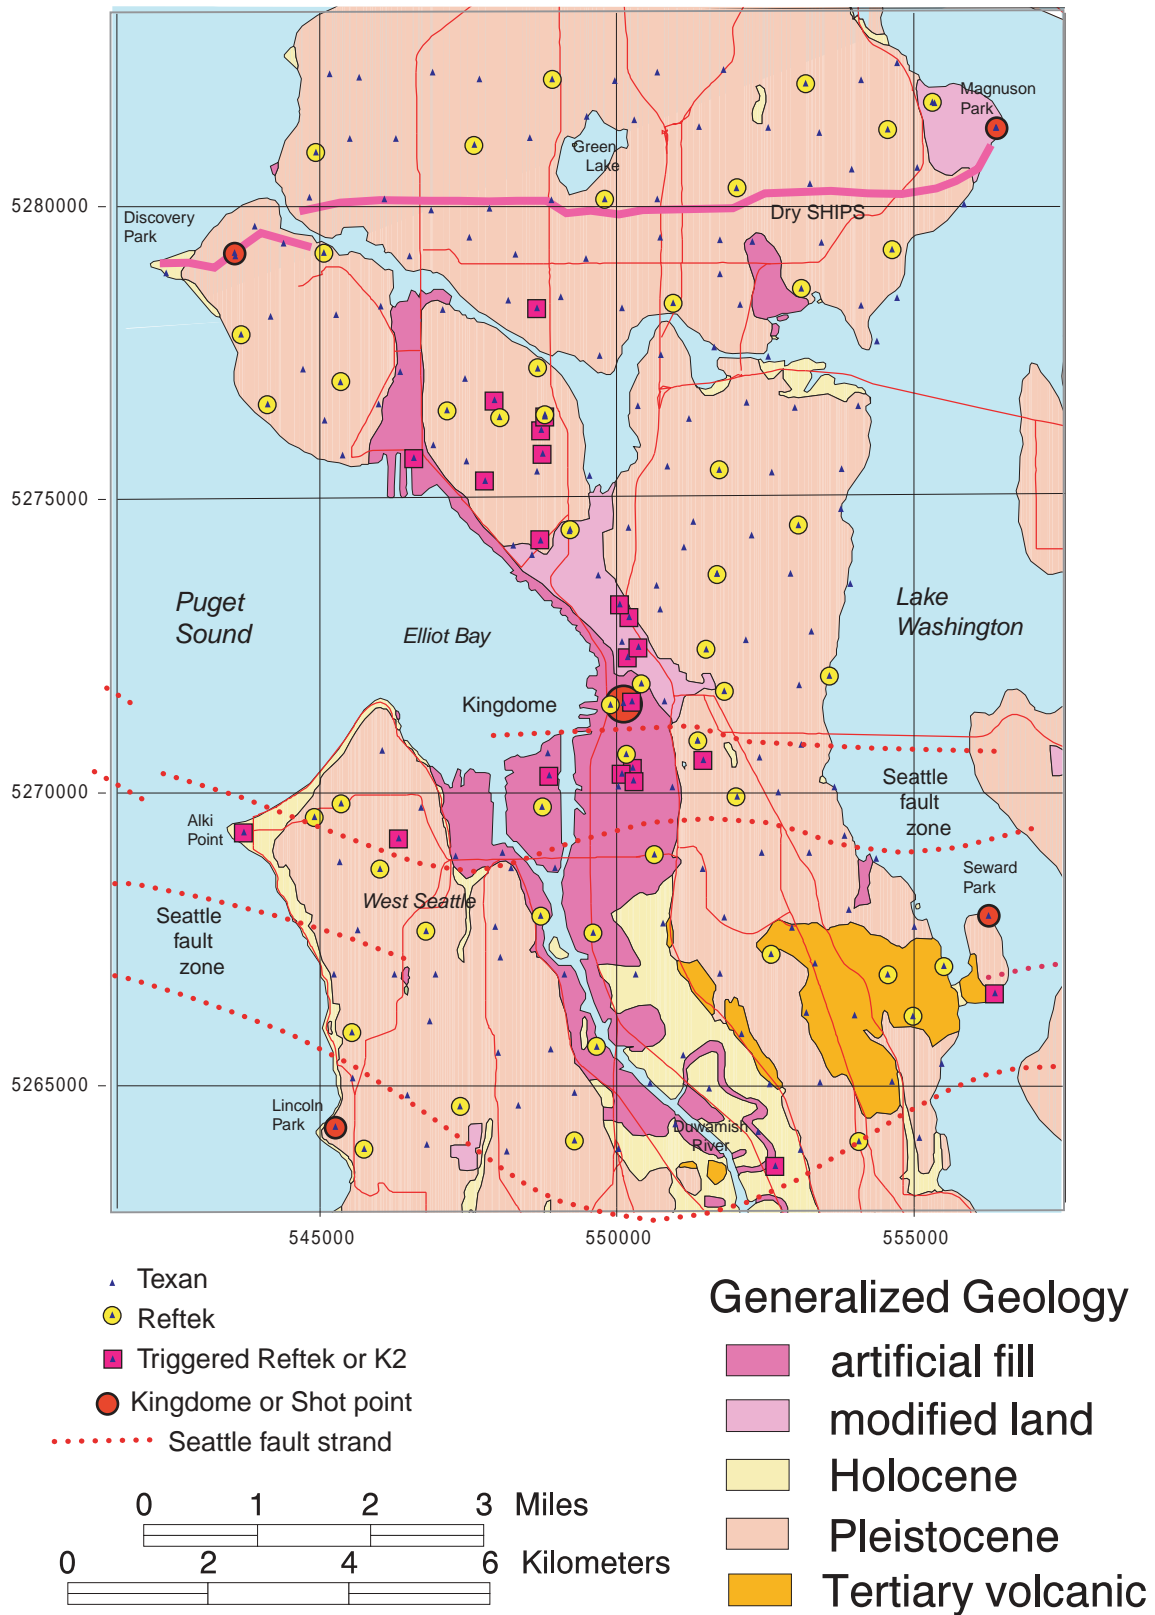 Magnuson
Park
Green
Lake
5280000
Discovery
Park
Dry SHIPS
5275000
Puget
Sound
Elliot Bay
Lake
Washington
Kingdome
5270000
Alki
Point
Seattle
fault
zone
Seward
Park
West Seattle
Seattle
fault
zone
5265000
Lincoln
Park
Duwamish
River
545000
550000
555000
Texan
Reftek
Triggered Reftek or K2
Kingdome or Shot point
Seattle fault strand
0 1 2 3 Miles
0 2 4 6 Kilometers
Generalized Geology
artificial fill
modified land
Holocene
Pleistocene
Tertiary volcanic